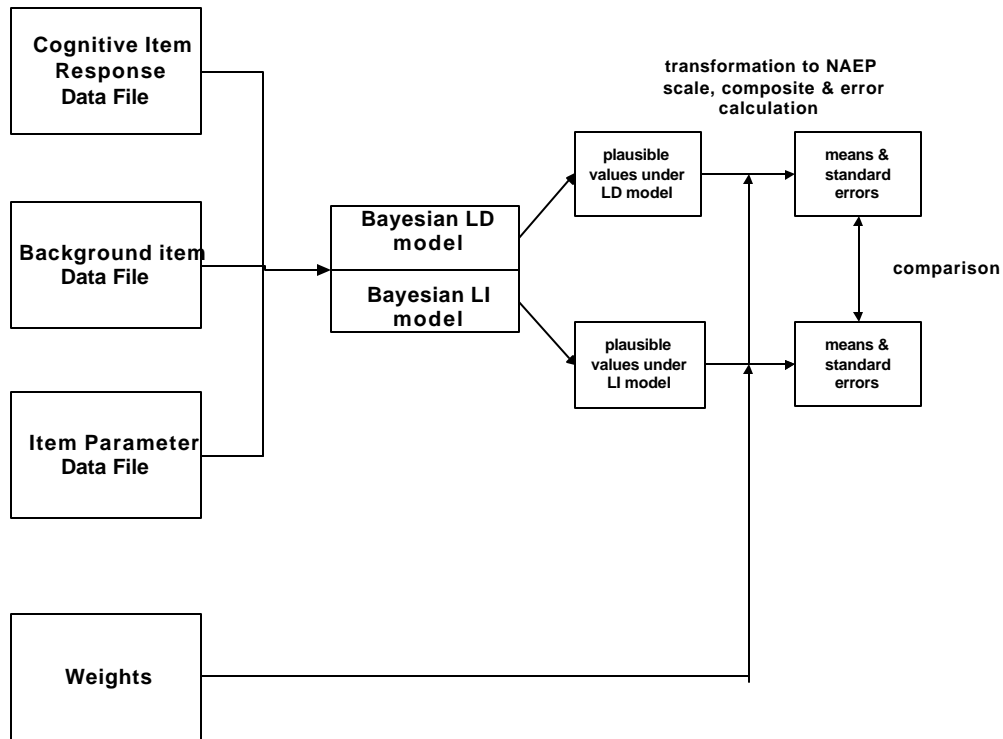 Cognitive Item
Response
Data File
transformation to NAEP
scale, composite & error
calculation
plausible
values under
LD model
means &
standard
errors
Background item
Data File
Bayesian LD
model
Bayesian LI
model
comparison
plausible
values under
LI model
means &
standard
errors
Item Parameter
Data File
Weights